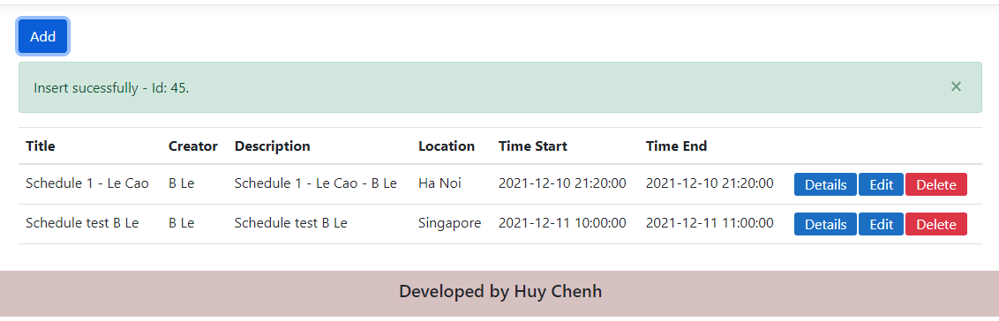 Add
Insert sucessfully - Id: 45. ×
Title Creator Description Location Time Start Time End
Schedule 1 - Le Cao B Le Schedule 1 - Le Cao - B Le Ha Noi 2021-12-10 21:20:00 2021-12-10 21:20:00 Details Edit Delete
Schedule test B Le B Le Schedule test B Le Singapore 2021-12-11 10:00:00 2021-12-11 11:00:00 Details Edit Delete
Developed by Huy Chenh